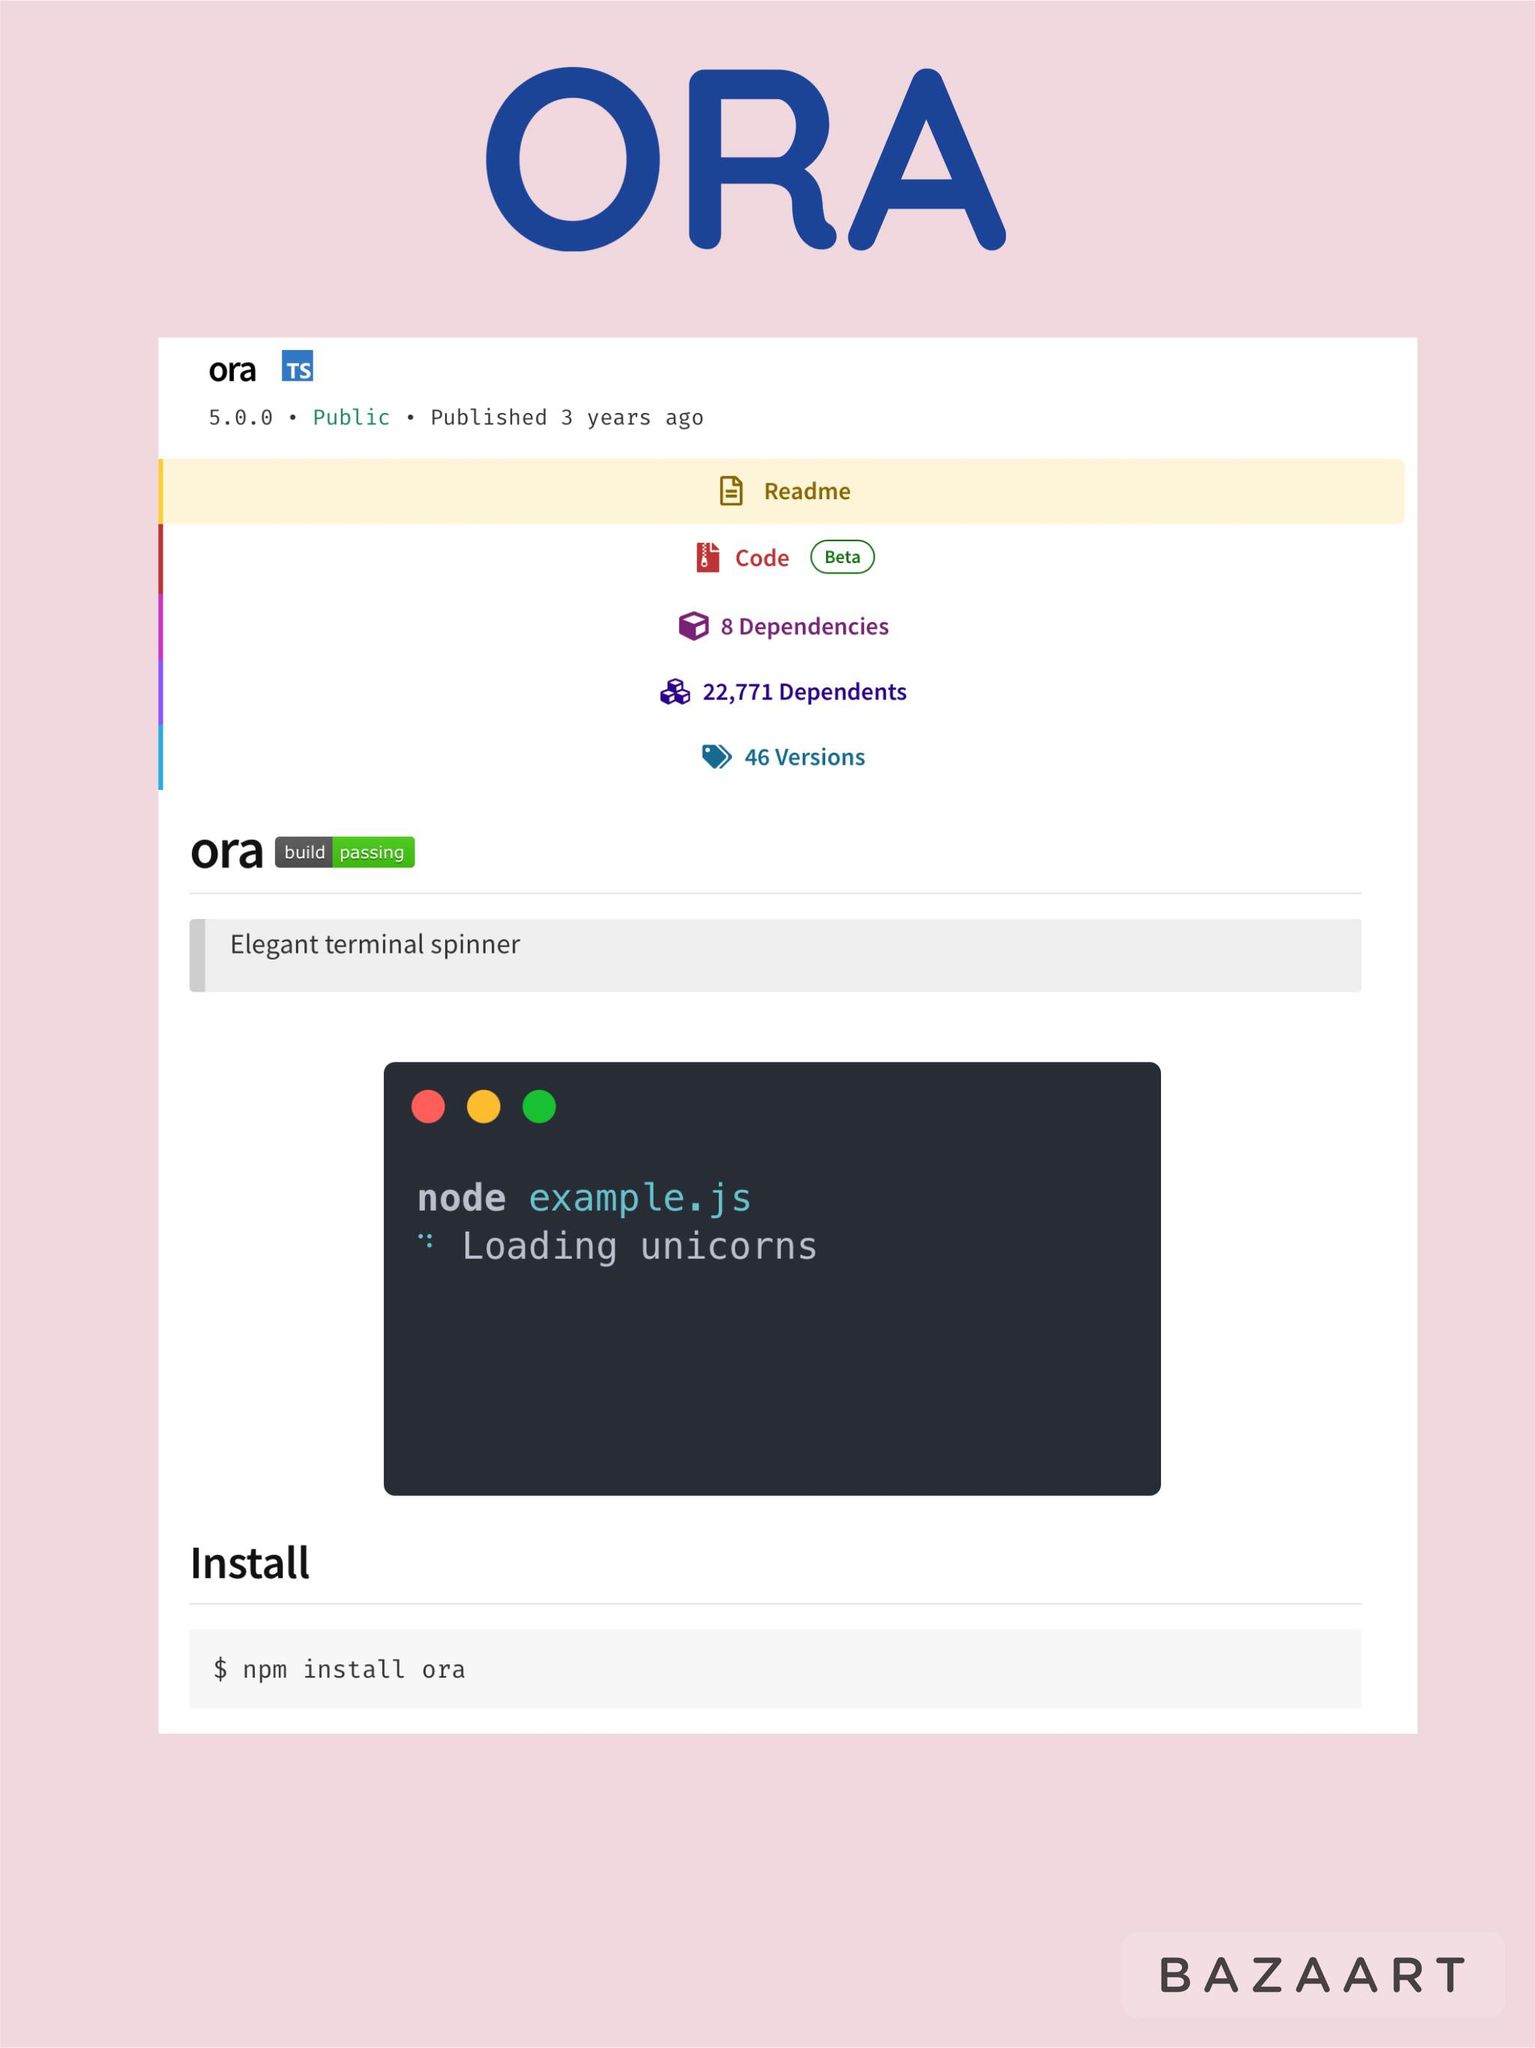 ORA
ora TS
5.0.0 • Public • Published 3 years ago
Readme
Code Beta
8 Dependencies
22,771 Dependents
46 Versions
ora build passing
Elegant terminal spinner
node example.js
⠙ Loading unicorns
Install
$ npm install ora
BAZAART